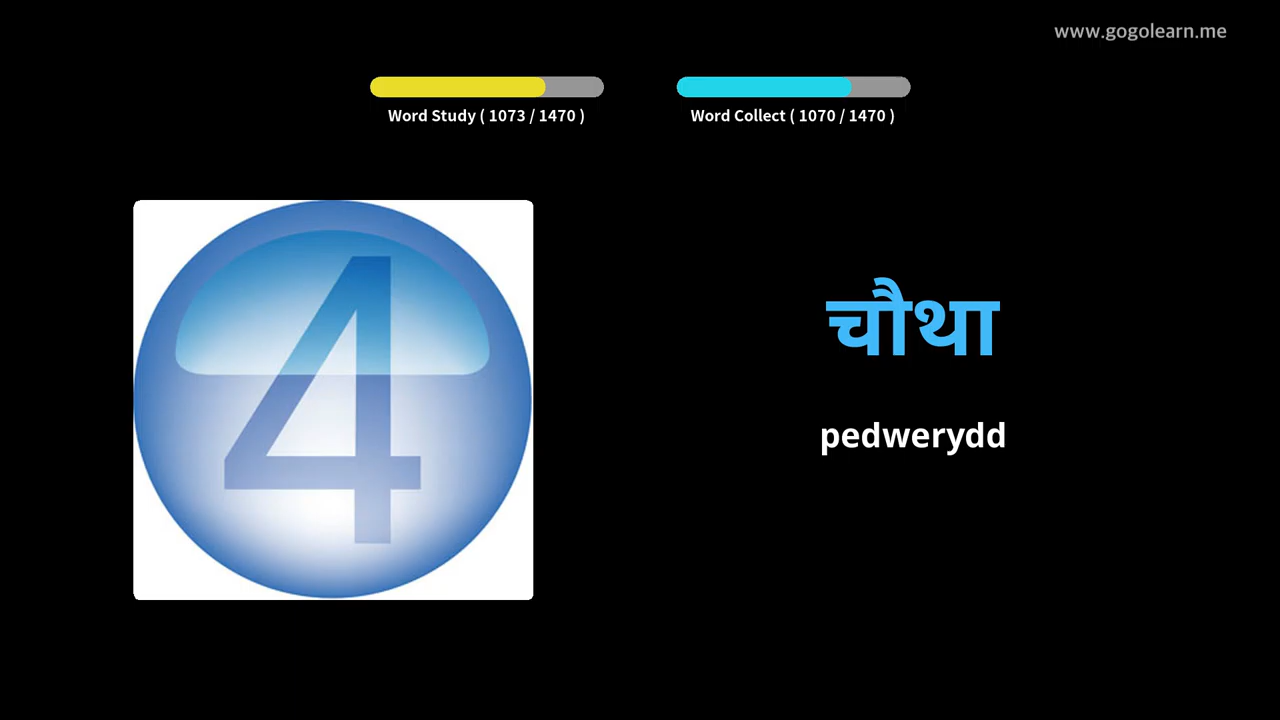 www.gogolearn.me
Word Study ( 1073 / 1470 )
Word Collect ( 1070 / 1470 )
4
चौथा
pedwerydd